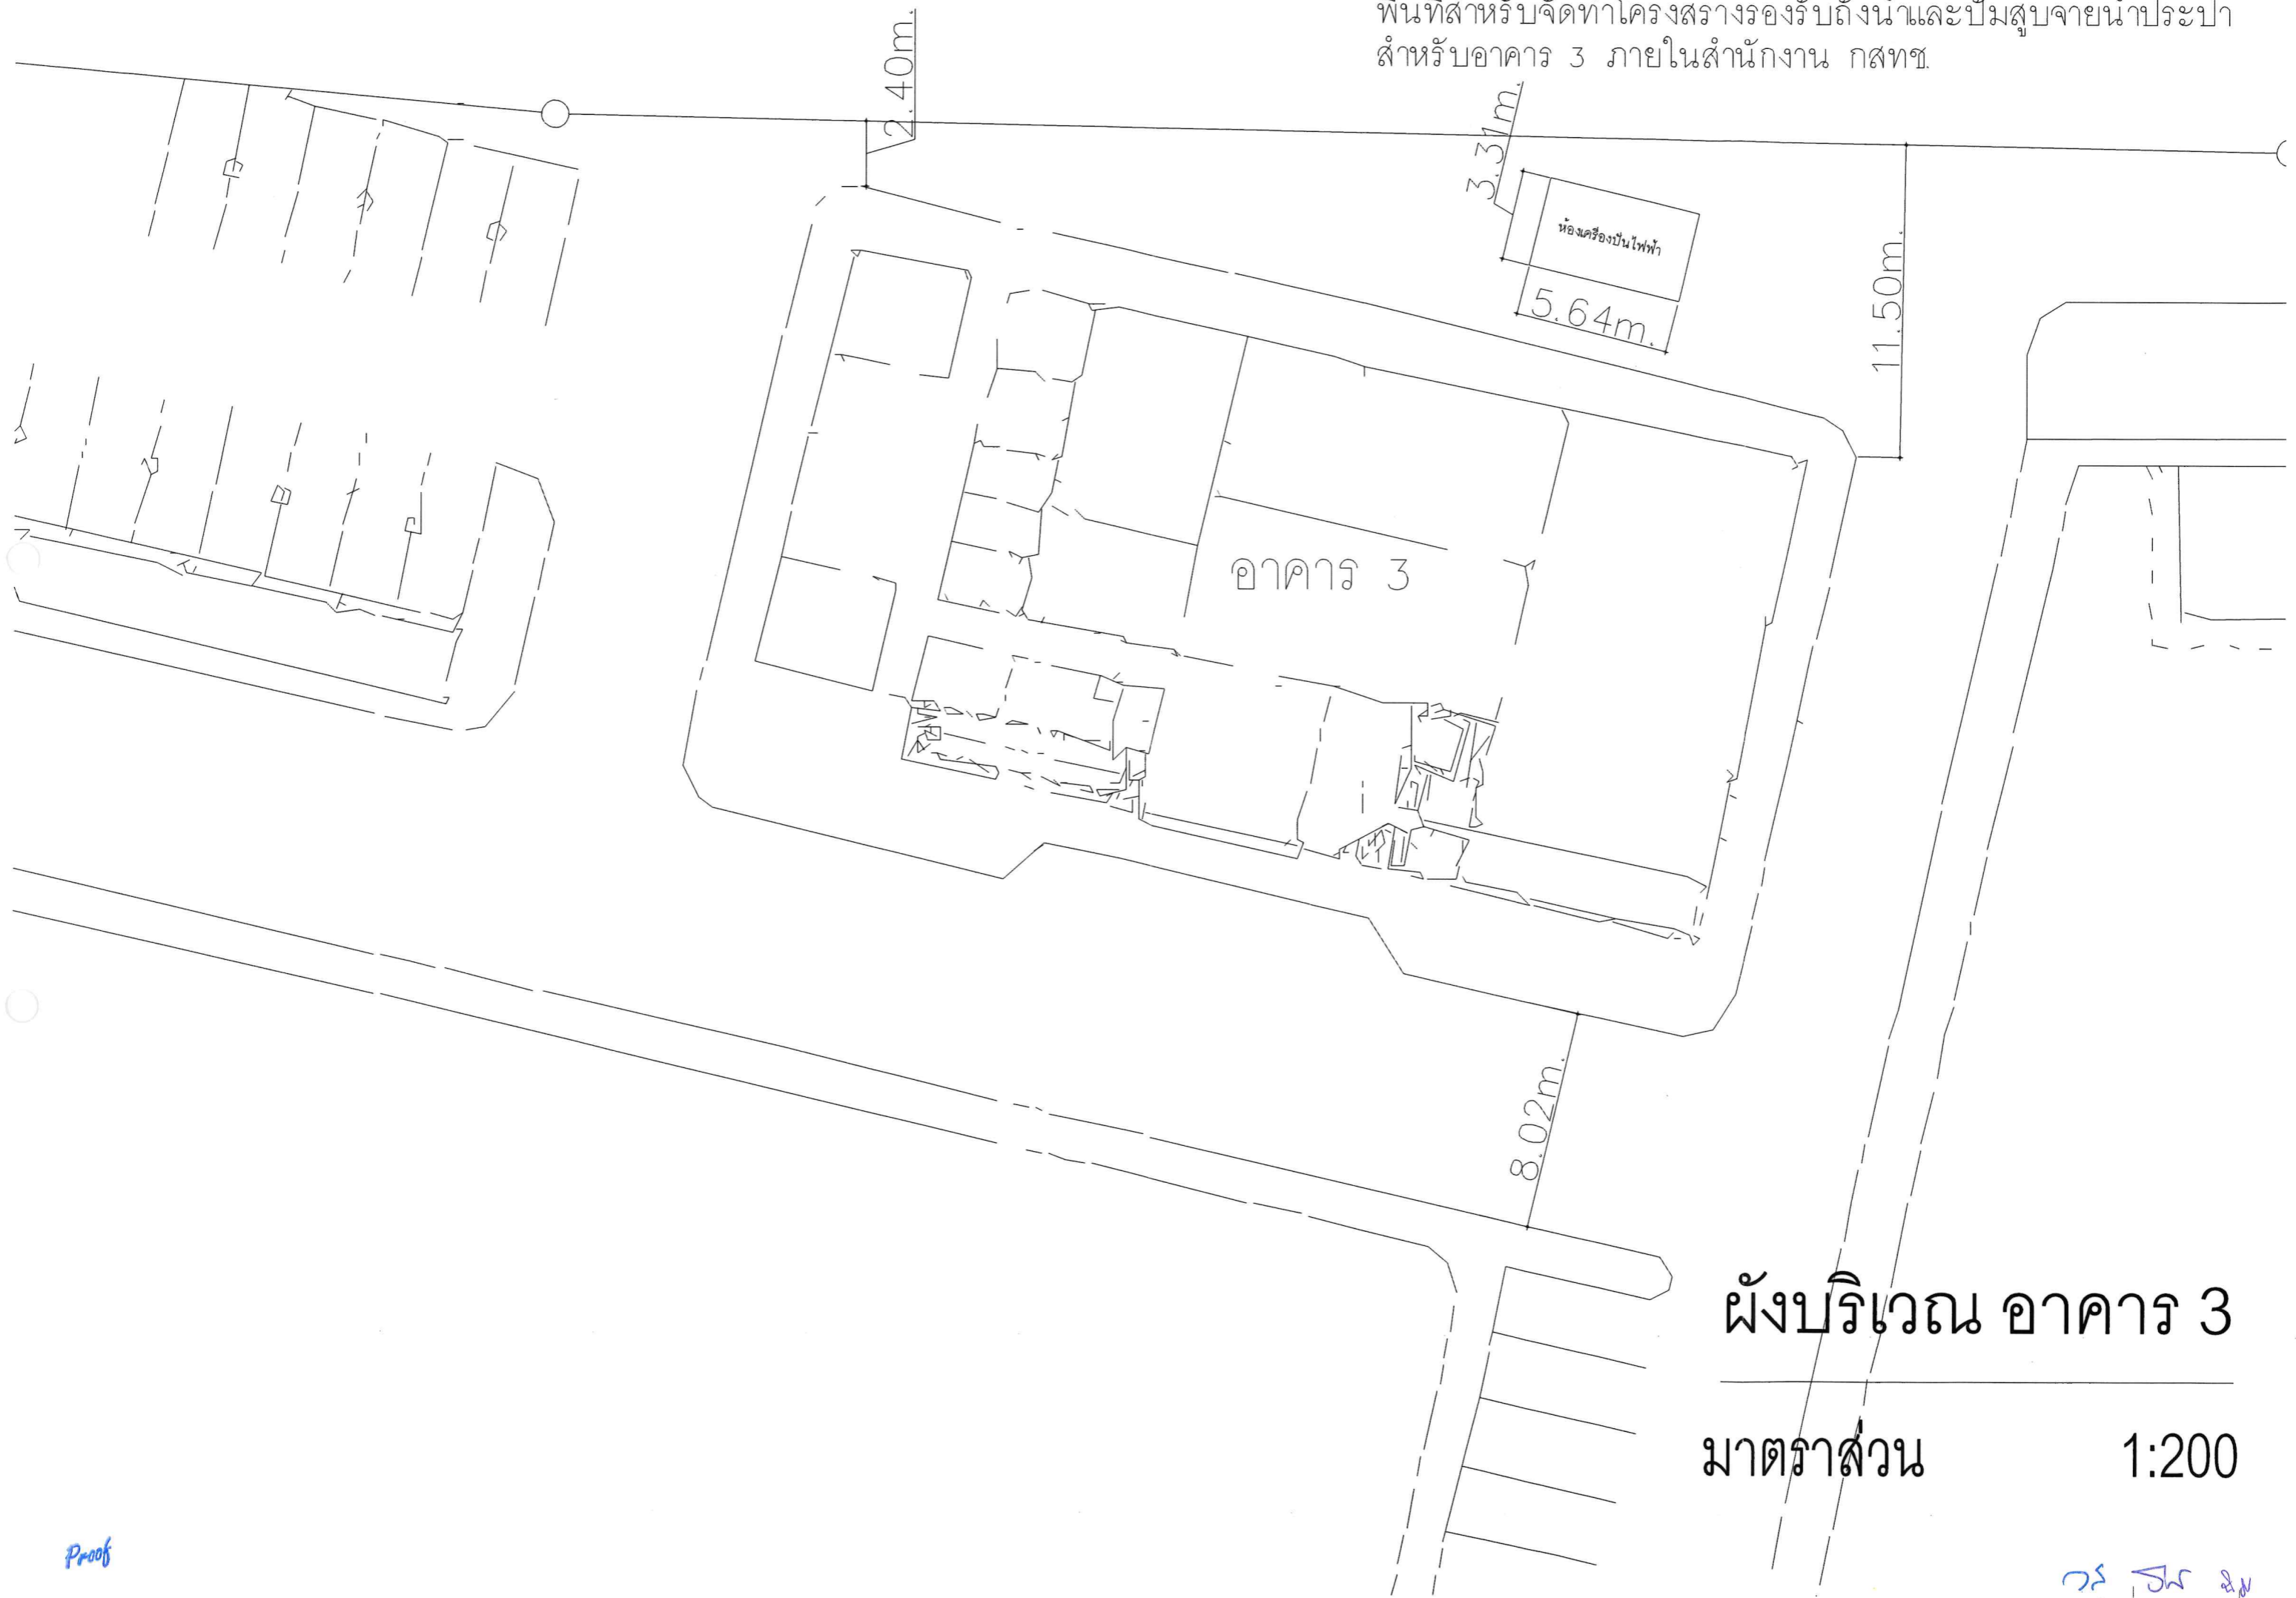 พื้นที่สำหรับจัดทำโครงสร้างรองรับถังน้ำและปั๊มสูบจ่ายน้ำประปา
สำหรับอาคาร 3 ภายในสำนักงาน กสทช.
2.40m.
3.31m.
ห้องเครื่องปั่นไฟฟ้า
5.64m.
11.50m.
อาคาร 3
8.02m.
ผังบริเวณ อาคาร 3
มาตราส่วน 1:200
Proof